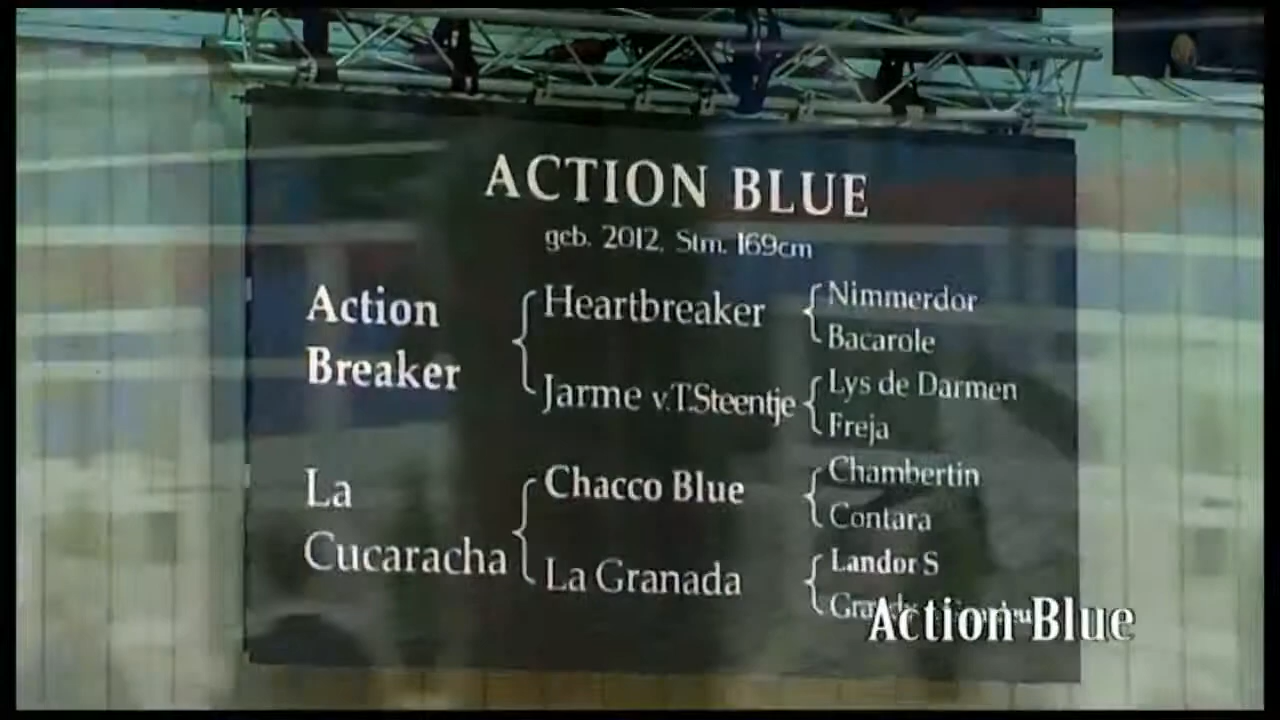 ACTION BLUE
geb. 2012, Stm. 169cm
Action
Breaker
Heartbreaker
Nimmerdor
Bacarole
Jarme v.T.Steentje
Lys de Darmen
Freja
La
Cucaracha
Chacco Blue
Chambertin
Contara
La Granada
Landor S
Action Blue